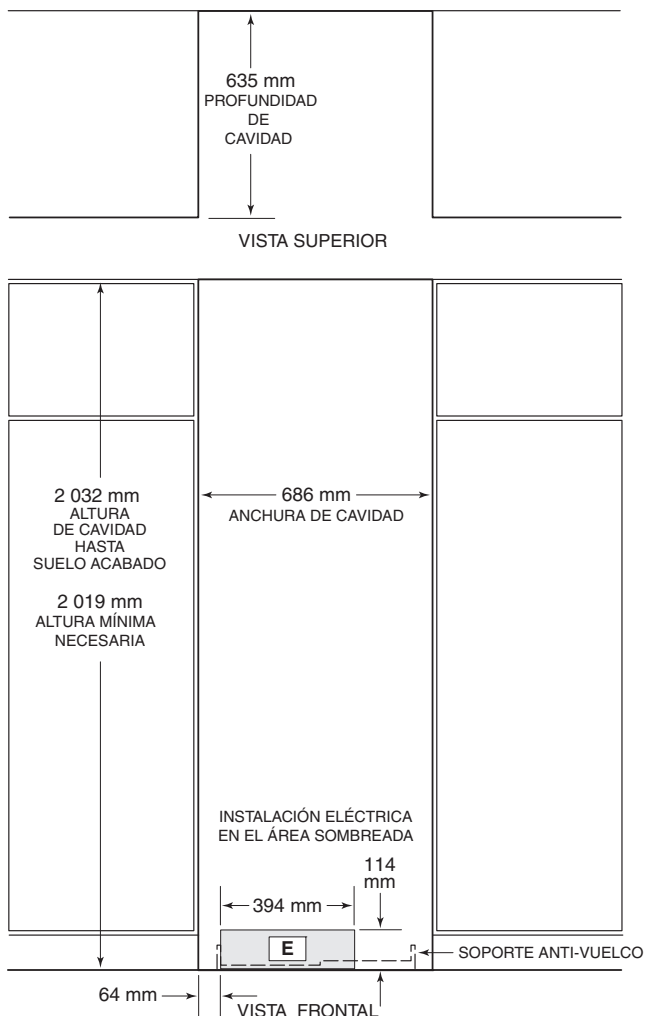 635 mm
PROFUNDIDAD
DE
CAVIDAD
VISTA SUPERIOR
2 032 mm
ALTURA
DE CAVIDAD
HASTA
SUELO ACABADO
2 019 mm
ALTURA MÍNIMA
NECESARIA
686 mm
ANCHURA DE CAVIDAD
INSTALACIÓN ELÉCTRICA
EN EL ÁREA SOMBREADA
114
mm
394 mm
E
SOPORTE ANTI-VUELCO
64 mm
VISTA FRONTAL